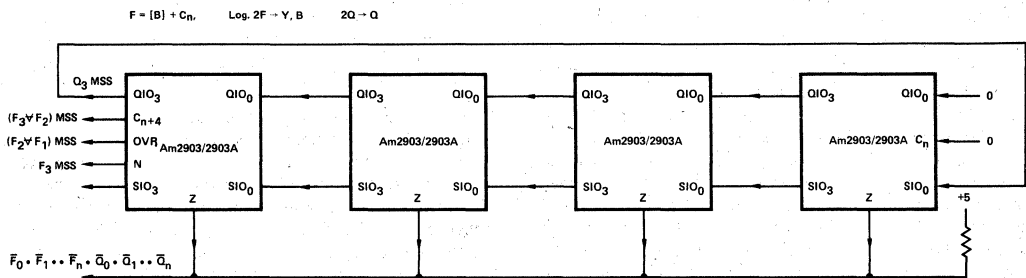 F = [B] + Cn, Log. 2F → Y, B 2Q → Q
Q3 MSS
QIO3 QIO0 QIO3 QIO0 QIO3 QIO0 QIO3 QIO0 0
(F3∀F2) MSS Cn+4
(F2∀F1) MSS OVR Am2903/2903A Am2903/2903A Am2903/2903A Am2903/2903A Cn 0
F3 MSS N
SIO3 SIO0 SIO3 SIO0 SIO3 SIO0 SIO3 SIO0
Z Z Z Z +5
F̅0 • F̅1 •• F̅n • Q̅0 • Q̅1 •• Q̅n